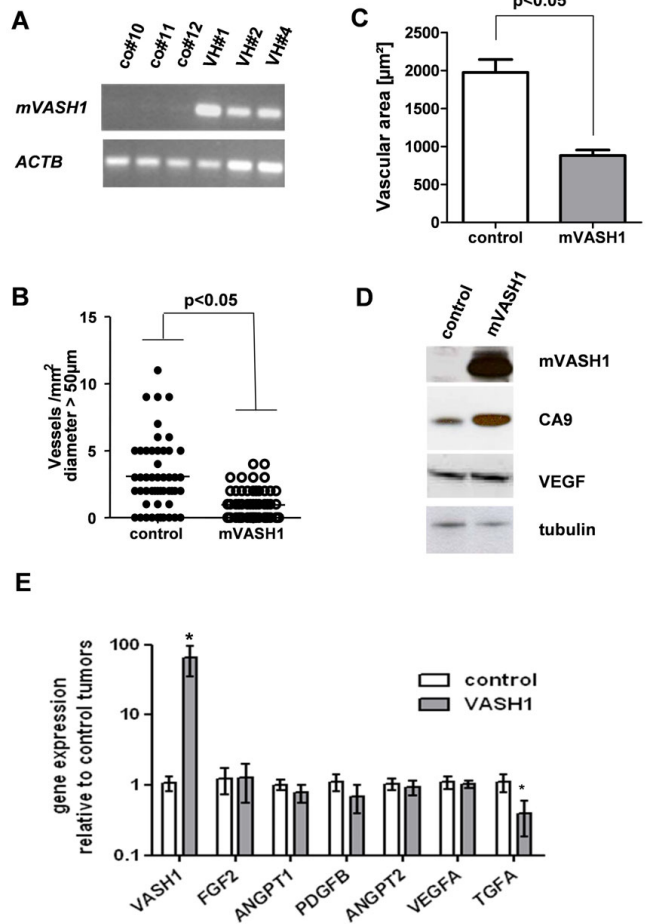 A
co#10 co#11 co#12 VH#1 VH#2 VH#4
mVASH1
ACTB
C
p<0.05
Vascular area [µm²]
2500
2000
1500
1000
500
0
control mVASH1
B
p<0.05
Vessels /mm²
diameter > 50µm
15
10
5
0
control mVASH1
D
control mVASH1
mVASH1
CA9
VEGF
tubulin
E
gene expression
relative to control tumors
100
10
1
0.1
*
*
control
VASH1
VASH1 FGF2 ANGPT1 PDGFB ANGPT2 VEGFA TGFA